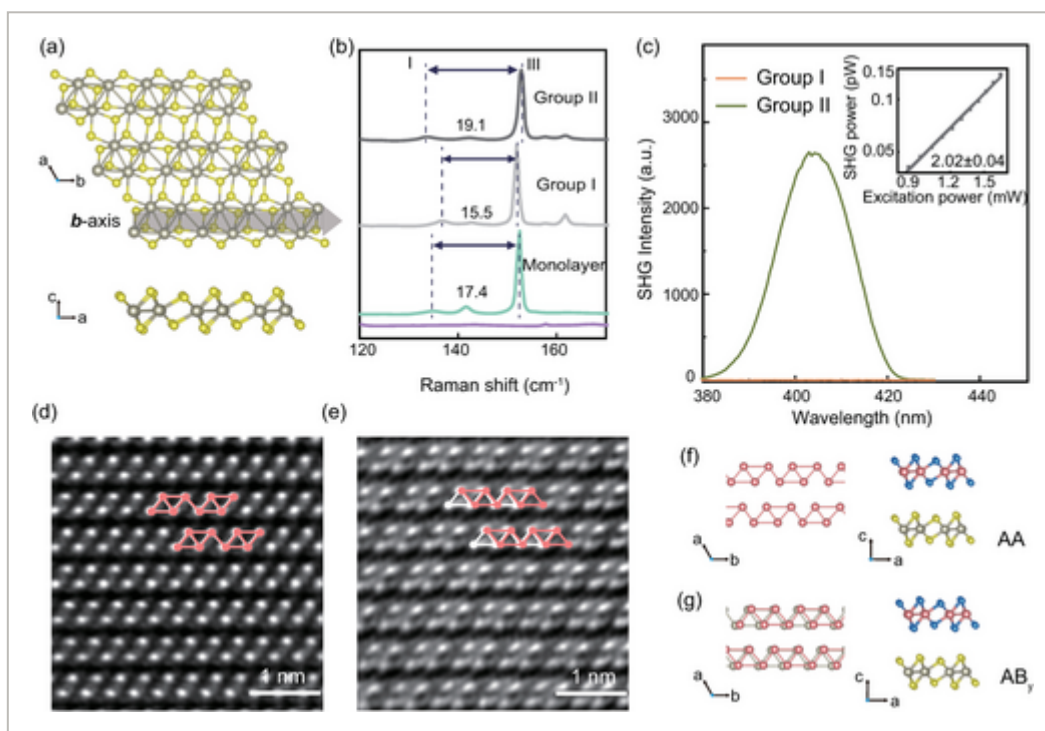 (a)
a
b
b-axis
c
a
(b)
I
III
Group II
19.1
Group I
15.5
Monolayer
17.4
120
140
160
Raman shift (cm⁻¹)
(c)
Group I
Group II
SHG Intensity (a.u.)
3000
2000
1000
0
380
400
420
440
Wavelength (nm)
SHG power (pW)
0.15
0.1
0.05
2.02±0.04
0.9
1.2
1.5
Excitation power (mW)
(d)
1 nm
(e)
1 nm
(f)
a
b
c
a
AA
(g)
a
b
c
a
ABy